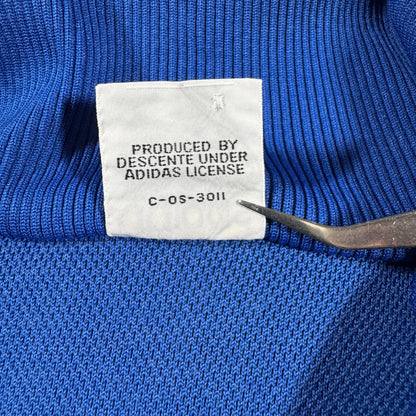 PRODUCED BY
DESCENTE UNDER
ADIDAS LICENSE
C-OS-3011